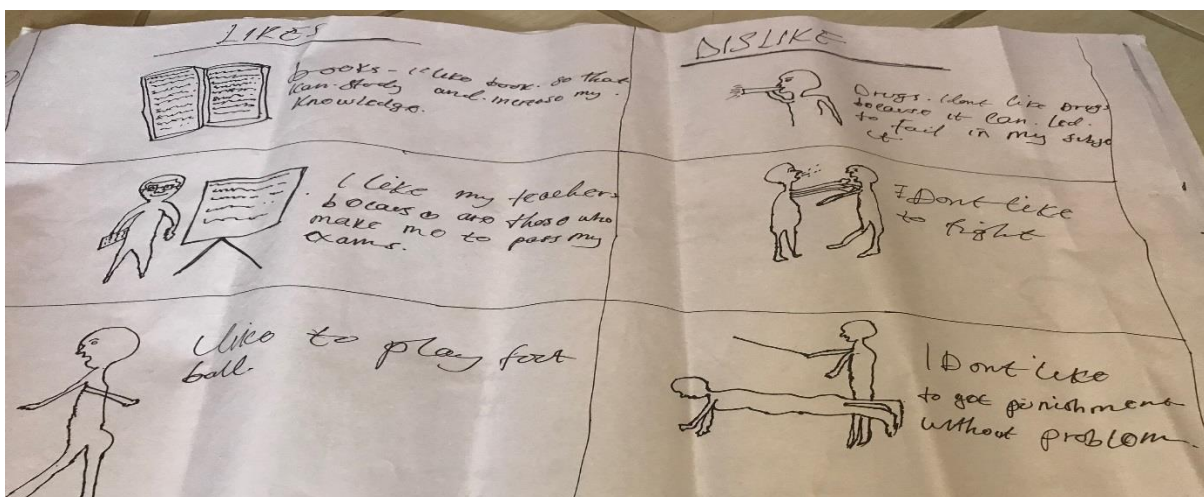 LIKES
books - I like book. so that
can. study and. increase my.
Knowledge.
I like my teachers
because are those who
make me to pass my
exams.
I like to play foot
ball.
DISLIKE
Drugs. I dont like Drugs
because it can. led.
to fail in my subje
ct.
I Dont like
to fight
I Dont like
to get punishment
without problem.